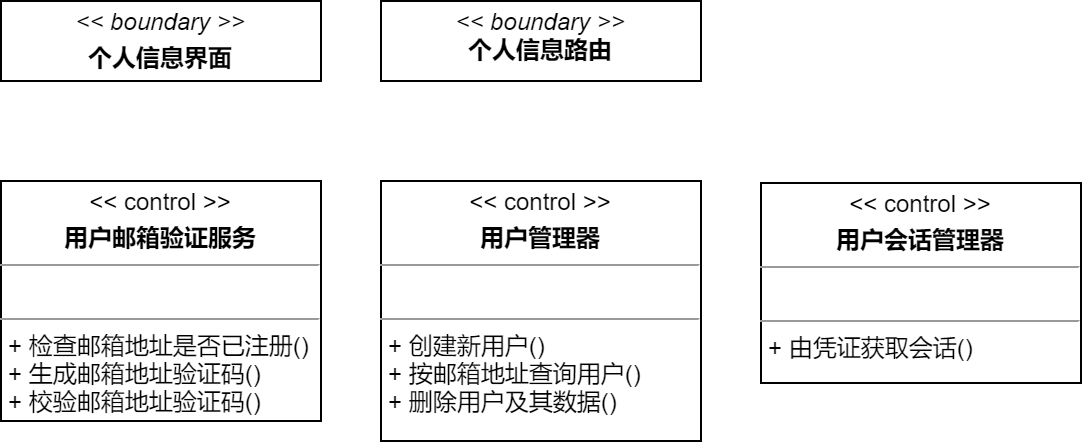 << boundary >>
个人信息界面
<< boundary >>
个人信息路由
<< control >>
用户邮箱验证服务
+ 检查邮箱地址是否已注册()
+ 生成邮箱地址验证码()
+ 校验邮箱地址验证码()
<< control >>
用户管理器
+ 创建新用户()
+ 按邮箱地址查询用户()
+ 删除用户及其数据()
<< control >>
用户会话管理器
+ 由凭证获取会话()